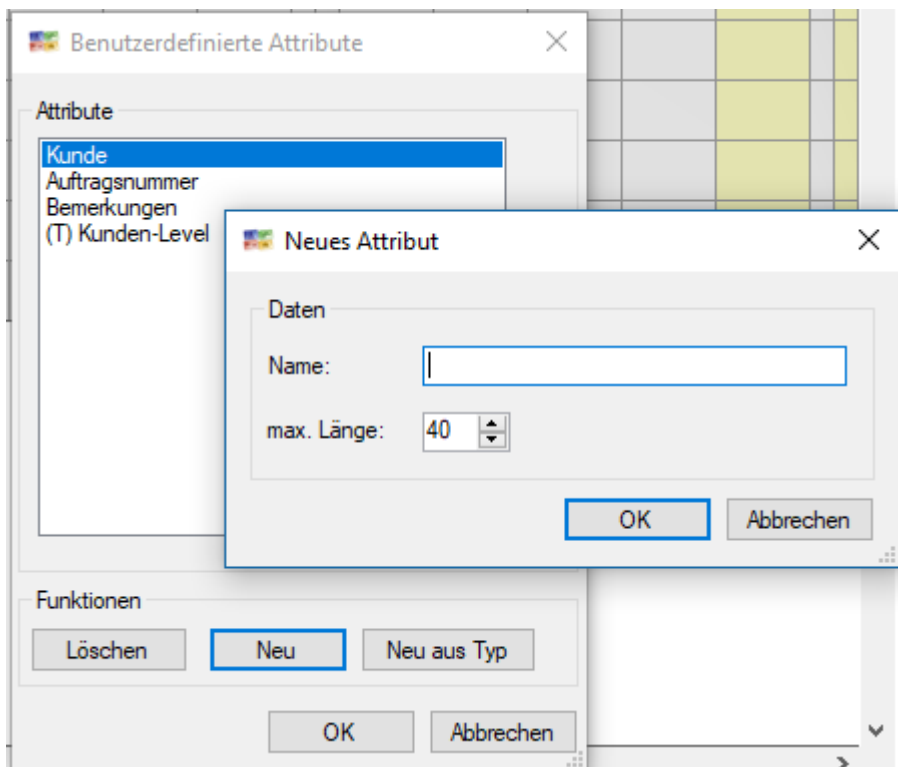 Benutzerdefinierte Attribute
Attribute
Kunde
Auftragsnummer
Bemerkungen
(T) Kunden-Level
Neues Attribut
Daten
Name:
max. Länge: 40
OK Abbrechen
Funktionen
Löschen Neu Neu aus Typ
OK Abbrechen